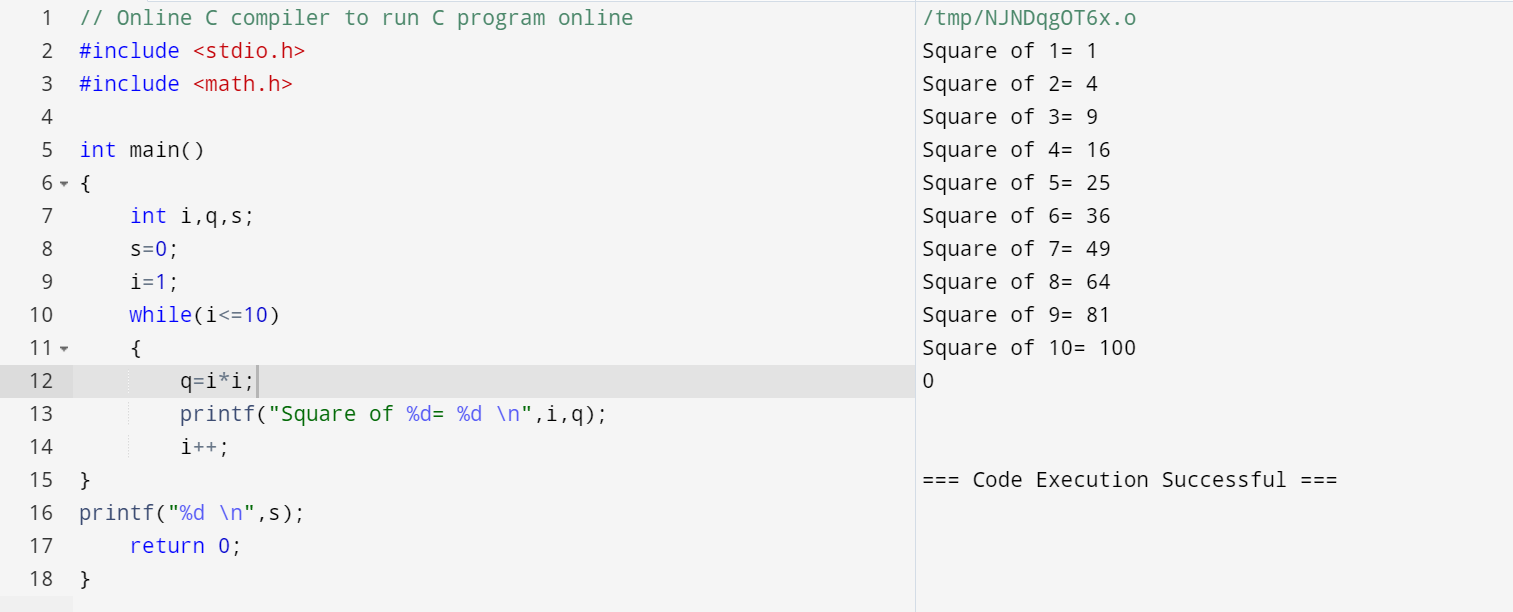 1 // Online C compiler to run C program online
2 #include <stdio.h>
3 #include <math.h>
4
5 int main()
6 {
7     int i,q,s;
8     s=0;
9     i=1;
10     while(i<=10)
11     {
12         q=i*i;
13         printf("Square of %d= %d \n",i,q);
14         i++;
15 }
16 printf("%d \n",s);
17     return 0;
18 }
/tmp/NJNDqgOT6x.o
Square of 1= 1
Square of 2= 4
Square of 3= 9
Square of 4= 16
Square of 5= 25
Square of 6= 36
Square of 7= 49
Square of 8= 64
Square of 9= 81
Square of 10= 100
0
=== Code Execution Successful ===